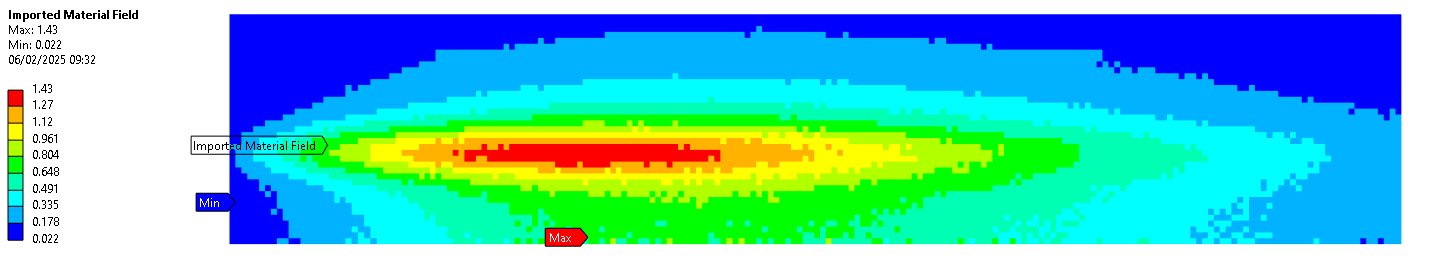 Imported Material Field
Max: 1.43
Min: 0.022
06/02/2025 09:32
1.43
1.27
1.12
0.961
0.804
0.648
0.491
0.335
0.178
0.022
Imported Material Field
Min
Max